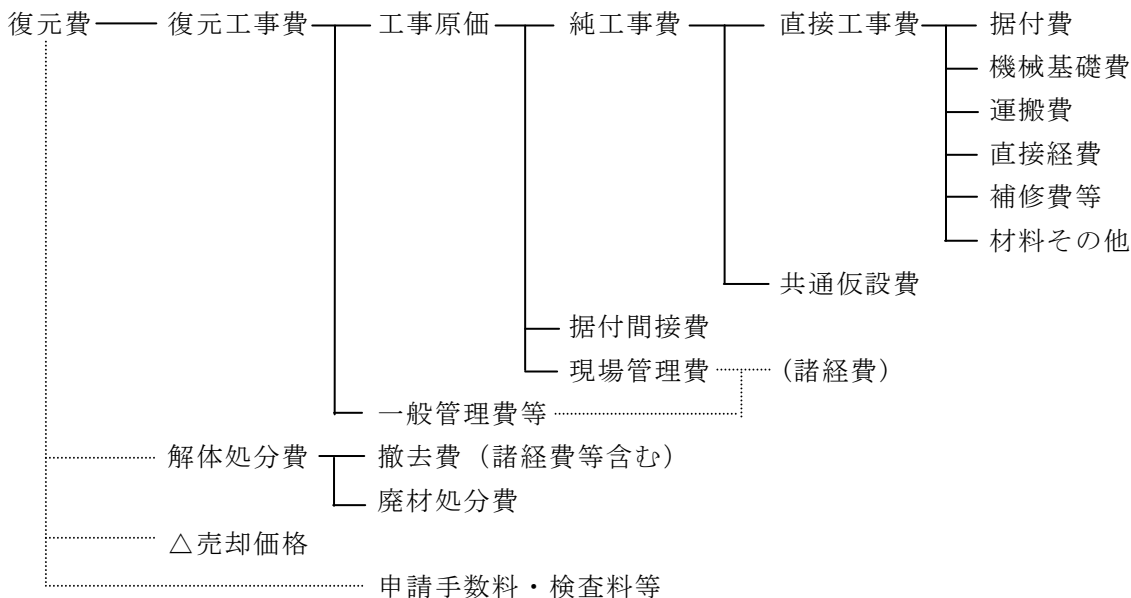 復元費 復元工事費 工事原価 純工事費 直接工事費 据付費
機械基礎費
運搬費
直接経費
補修費等
材料その他
共通仮設費
据付間接費
現場管理費 (諸経費)
一般管理費等
解体処分費 撤去費(諸経費等含む)
廃材処分費
△売却価格
申請手数料・検査料等